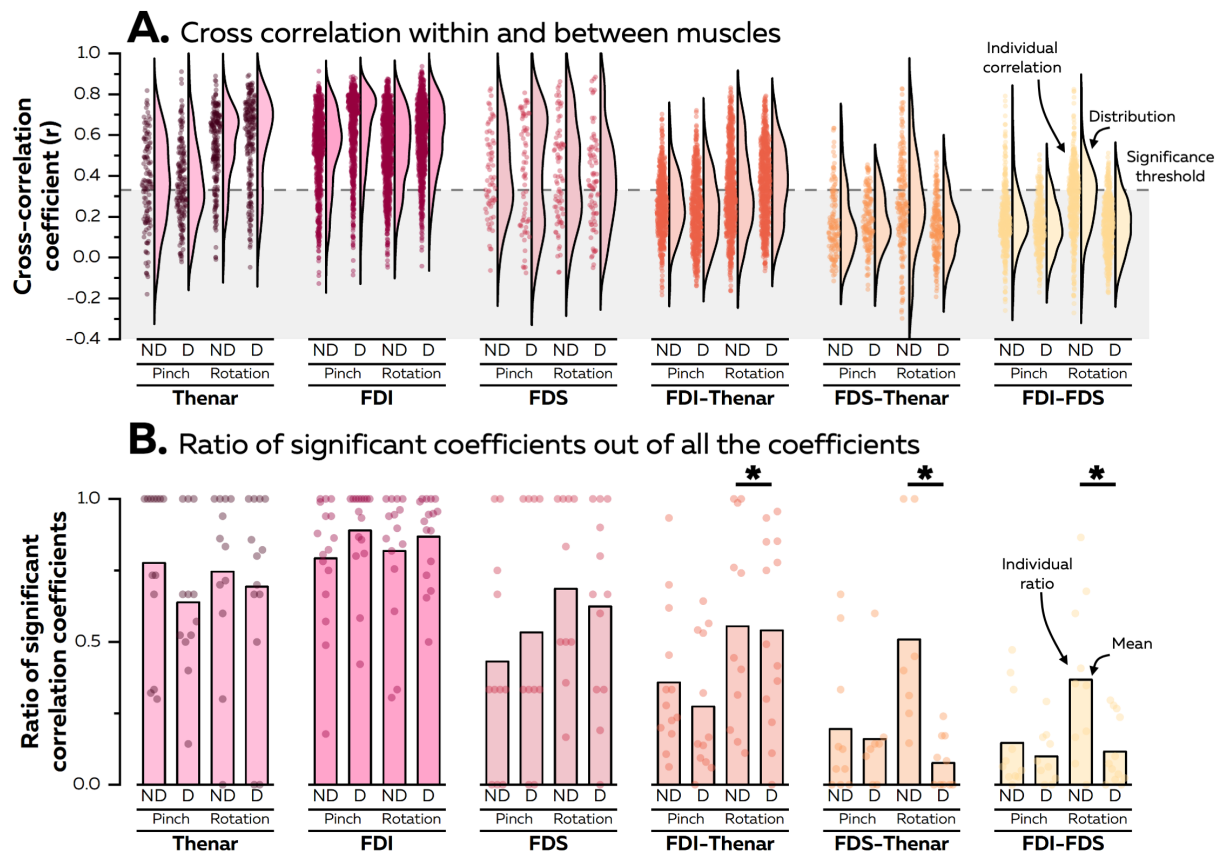 A. Cross correlation within and between muscles
Cross-correlation
coefficient (r)
1.0
0.8
0.6
0.4
0.2
0.0
-0.2
-0.4
Individual
correlation
Distribution
Significance
threshold
ND D ND D ND D ND D ND D ND D ND D ND D ND D ND D ND D ND D
Pinch Rotation Pinch Rotation Pinch Rotation Pinch Rotation Pinch Rotation Pinch Rotation
Thenar FDI FDS FDI-Thenar FDS-Thenar FDI-FDS
B. Ratio of significant coefficients out of all the coefficients
Ratio of significant
correlation coefficients
1.0
0.5
0.0
* * *
Individual
ratio
Mean
ND D ND D ND D ND D ND D ND D ND D ND D ND D ND D ND D ND D
Pinch Rotation Pinch Rotation Pinch Rotation Pinch Rotation Pinch Rotation Pinch Rotation
Thenar FDI FDS FDI-Thenar FDS-Thenar FDI-FDS